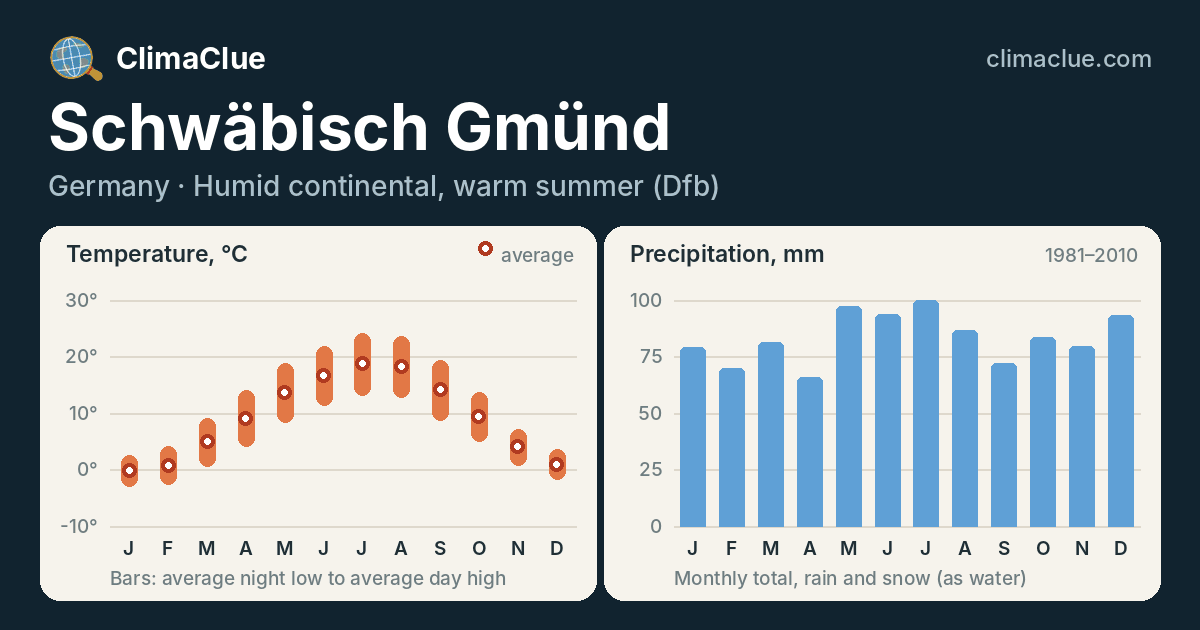 ClimaClue
climaclue.com
Schwäbisch Gmünd
Germany · Humid continental, warm summer (Dfb)
Temperature, °C
average
30°
20°
10°
0°
-10°
J F M A M J J A S O N D
Bars: average night low to average day high
Precipitation, mm
1981–2010
100
75
50
25
0
J F M A M J J A S O N D
Monthly total, rain and snow (as water)